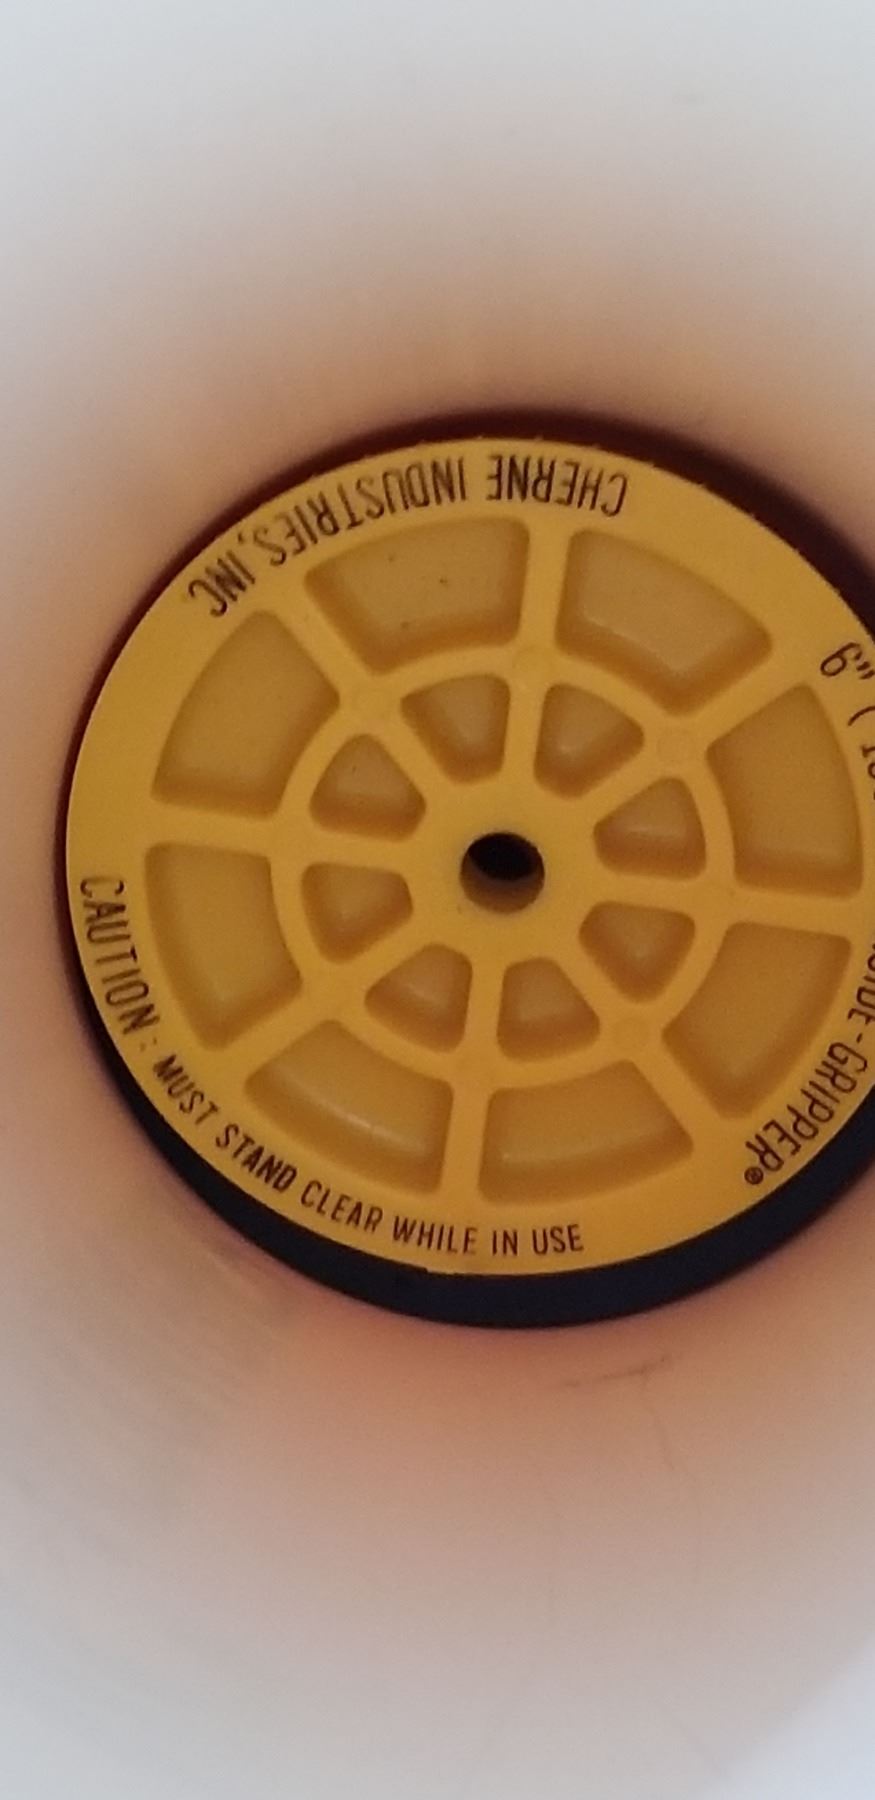 CHERNE INDUSTRIES, INC.
6"
-GRIPPER®
CAUTION: MUST STAND CLEAR WHILE IN USE